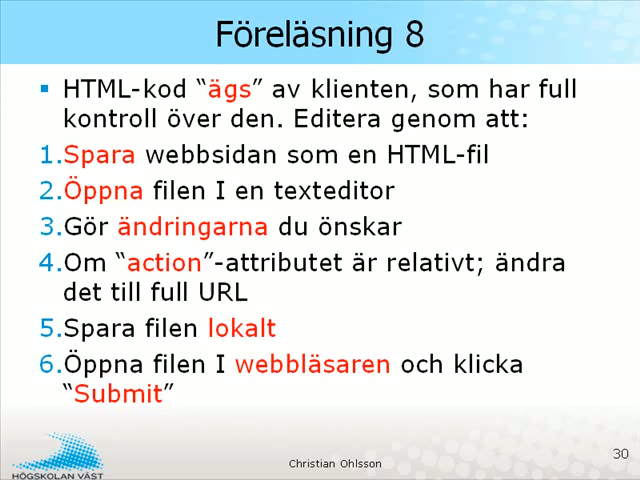 Föreläsning 8
▪ HTML-kod “ägs” av klienten, som har full
kontroll över den. Editera genom att:
1.Spara webbsidan som en HTML-fil
2.Öppna filen I en texteditor
3.Gör ändringarna du önskar
4.Om “action”-attributet är relativt; ändra
det till full URL
5.Spara filen lokalt
6.Öppna filen I webbläsaren och klicka
“Submit”
30
Christian Ohlsson
HÖGSKOLAN VÄST